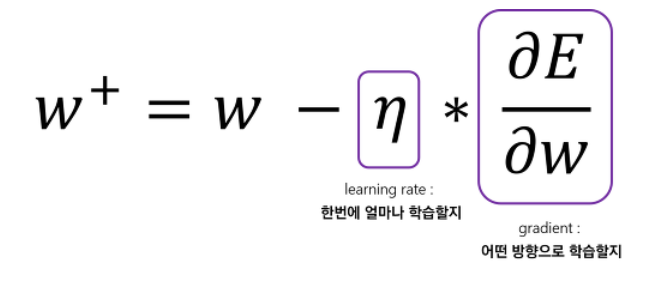 w⁺ = w − η * ∂E/∂w
learning rate :
한번에 얼마나 학습할지
gradient :
어떤 방향으로 학습할지